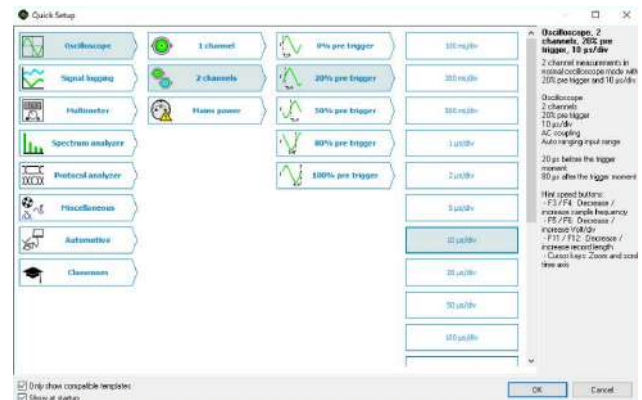 Quick Setup
Oscilloscope
Signal logging
Multimeter
Spectrum analyzer
Protocol analyzer
Miscellaneous
Automotive
Classroom
1 channel
2 channels
Mains power
0% pre trigger
20% pre trigger
50% pre trigger
80% pre trigger
100% pre trigger
100 ns/div
200 ns/div
500 ns/div
1 µs/div
2 µs/div
5 µs/div
10 µs/div
20 µs/div
50 µs/div
100 µs/div
Oscilloscope, 2
channels, 20% pre
trigger, 10 µs/div
2 channel measurements in
normal oscilloscope mode with
20% pre trigger and 10 µs/div
Oscilloscope
2 channels
20% pre trigger
10 µs/div
AC coupling
Auto ranging input range
20 µs before the trigger
moment
80 µs after the trigger moment
Hint speed buttons:
- F3 / F4: Decrease /
increase sample frequency
- F5 / F6: Decrease /
increase Volt/div
- F11 / F12: Decrease /
increase record length
- Cursor keys: Zoom and scroll
time axis
Only show compatible templates
Show at startup
OK
Cancel